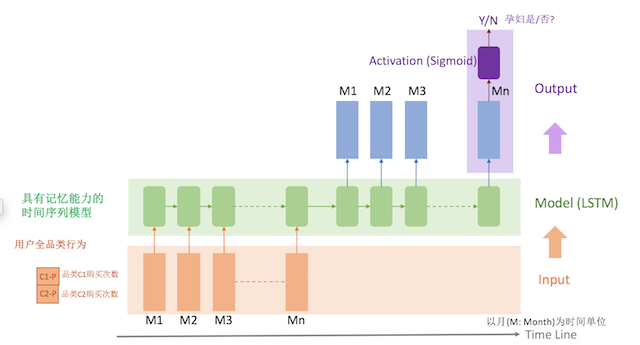 Y/N 孕妇是/否?
Activation (Sigmoid)
M1 M2 M3 Mn
Output
具有记忆能力的
时间序列模型
Model (LSTM)
用户全品类行为
C1-P 品类C1购买次数
C2-P 品类C2购买次数
Input
M1 M2 M3 Mn
以月(M: Month)为时间单位
Time Line